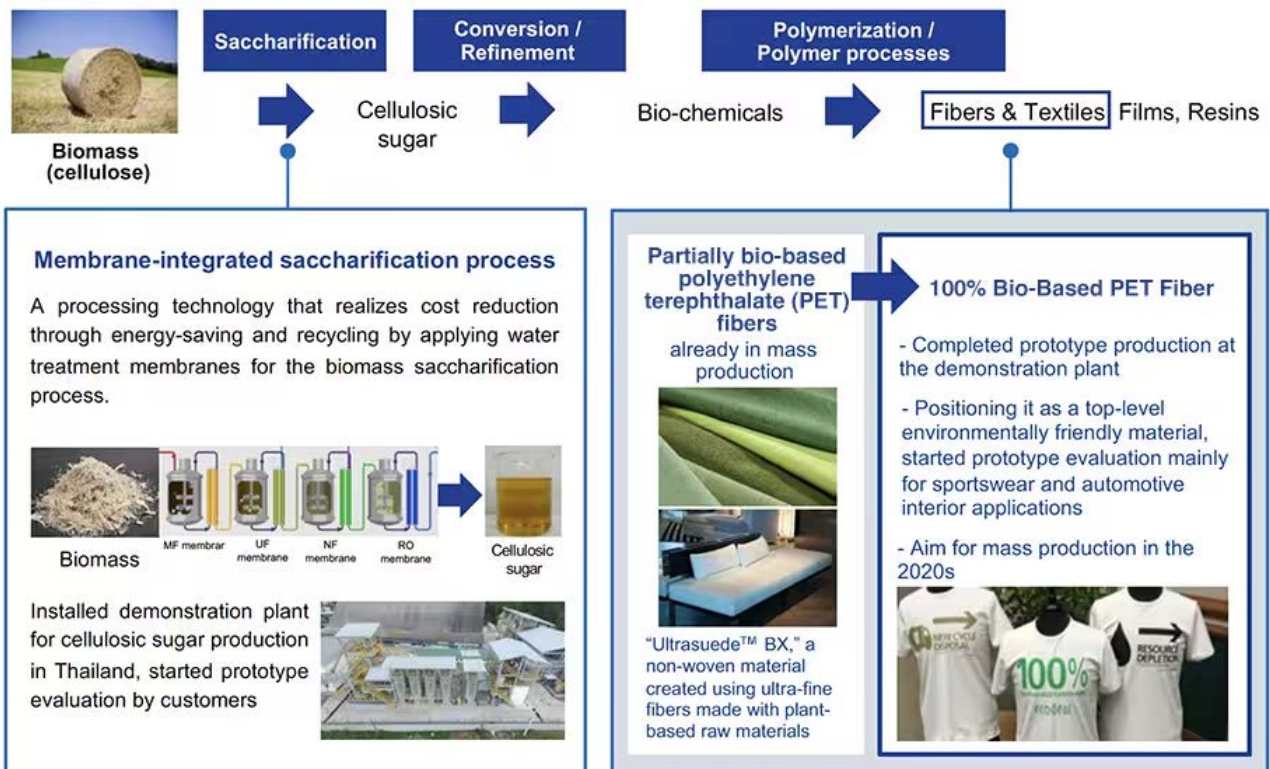 Saccharification
Conversion /
Refinement
Polymerization /
Polymer processes
Biomass
(cellulose)
Cellulosic
sugar
Bio-chemicals
Fibers & Textiles
Films, Resins
Membrane-integrated saccharification process
A processing technology that realizes cost reduction
through energy-saving and recycling by applying water
treatment membranes for the biomass saccharification
process.
Biomass
MF membrar
UF
membrane
NF
membrane
RO
membrane
Cellulosic
sugar
Installed demonstration plant
for cellulosic sugar production
in Thailand, started prototype
evaluation by customers
Partially bio-based
polyethylene
terephthalate (PET)
fibers
already in mass
production
“Ultrasuede™ BX,” a
non-woven material
created using ultra-fine
fibers made with plant-
based raw materials
100% Bio-Based PET Fiber
- Completed prototype production at
the demonstration plant
- Positioning it as a top-level
environmentally friendly material,
started prototype evaluation mainly
for sportswear and automotive
interior applications
- Aim for mass production in the
2020s
DISPOSAL
100%
ecodear
RESOURCE
DEPLETION